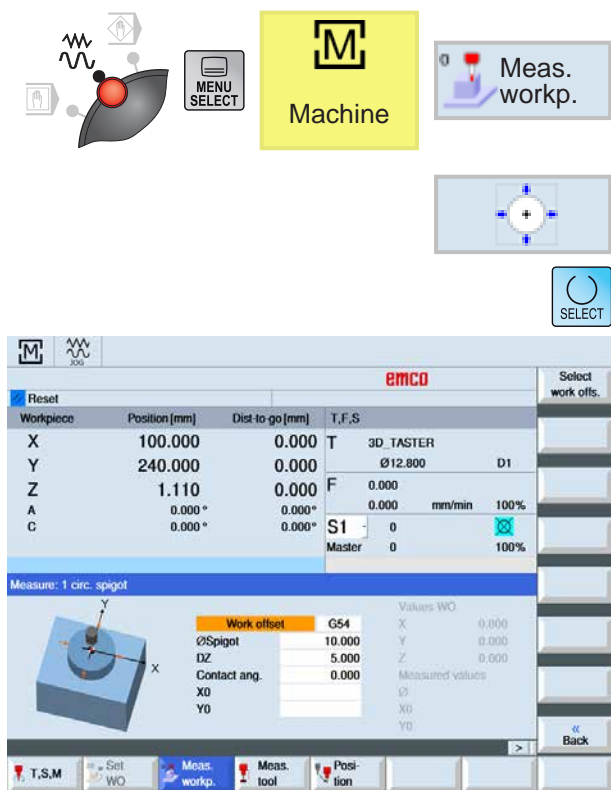 MENU
SELECT
M
Machine
Meas.
workp.
SELECT
M
JOG
emco
Select
work offs.
Reset
Workpiece Position [mm] Dist-to-go [mm] T,F,S
X 100.000 0.000 T 3D_TASTER
Y 240.000 0.000 Ø12.800 D1
Z 1.110 0.000 F 0.000
A 0.000 ° 0.000° 0.000 mm/min 100%
C 0.000 ° 0.000° S1 0
Master 0 100%
Measure: 1 circ. spigot
Y
X
Work offset G54
ØSpigot 10.000
DZ 5.000
Contact ang. 0.000
X0
Y0
Values WO
X 0.000
Y 0.000
Z 0.000
Measured values
Ø
X0
Y0
«
Back
>
T,S,M
Set
WO
Meas.
workp.
Meas.
tool
Posi-
tion